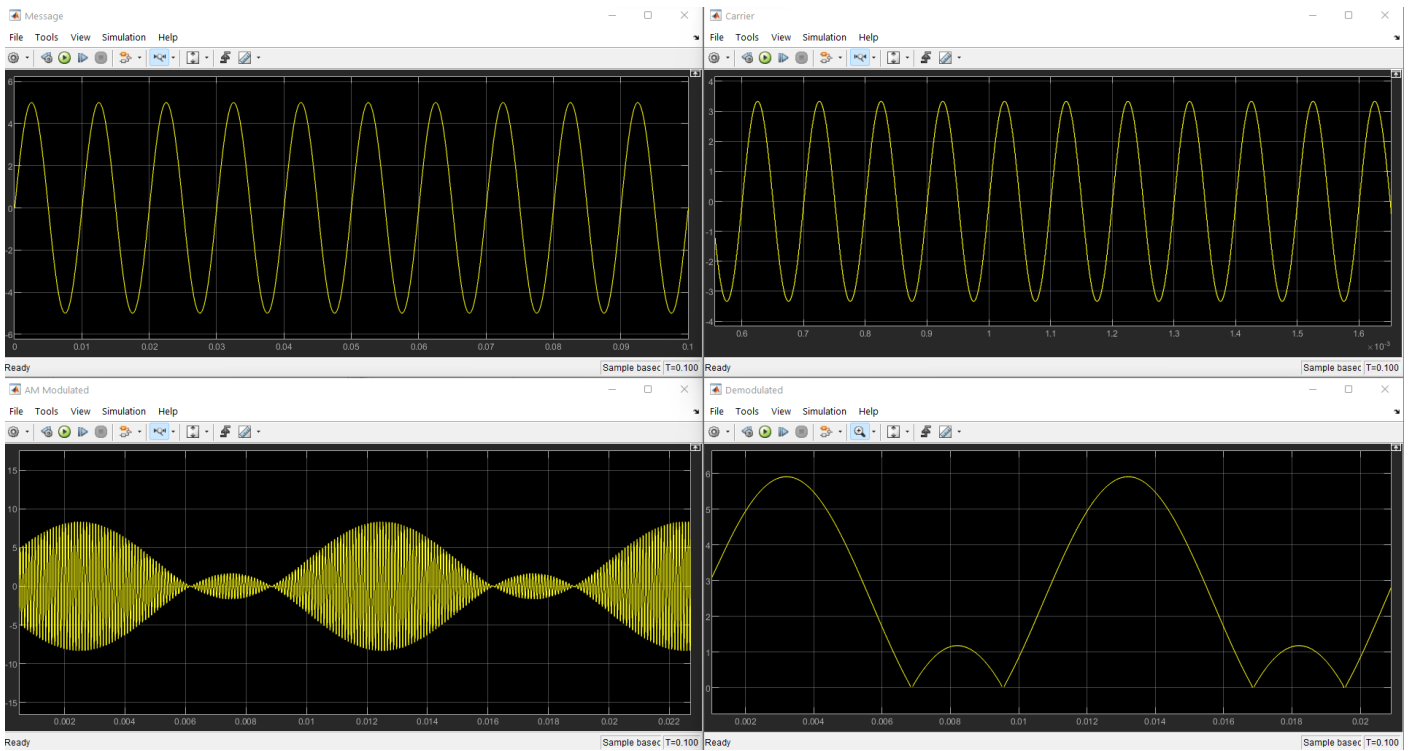 Message
File Tools View Simulation Help
6
4
2
0
-2
-4
-6
0 0.01 0.02 0.03 0.04 0.05 0.06 0.07 0.08 0.09 0.1
Ready Sample based T=0.100
Carrier
File Tools View Simulation Help
4
3
2
1
0
-1
-2
-3
-4
0.6 0.7 0.8 0.9 1 1.1 1.2 1.3 1.4 1.5 1.6
×10-3
Ready Sample based T=0.100
AM Modulated
File Tools View Simulation Help
15
10
5
0
-5
-10
-15
0.002 0.004 0.006 0.008 0.01 0.012 0.014 0.016 0.018 0.02 0.022
Ready Sample based T=0.100
Demodulated
File Tools View Simulation Help
6
5
4
3
2
1
0
0.002 0.004 0.006 0.008 0.01 0.012 0.014 0.016 0.018 0.02
Ready Sample based T=0.100